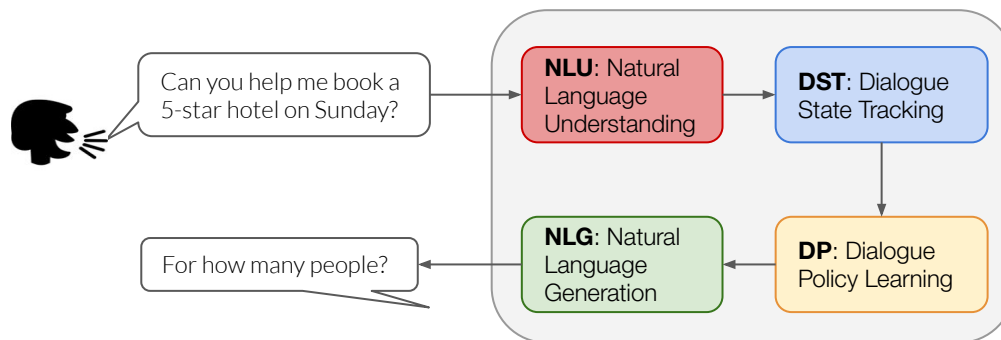 Can you help me book a
5-star hotel on Sunday?
NLU: Natural
Language
Understanding
DST: Dialogue
State Tracking
DP: Dialogue
Policy Learning
NLG: Natural
Language
Generation
For how many people?